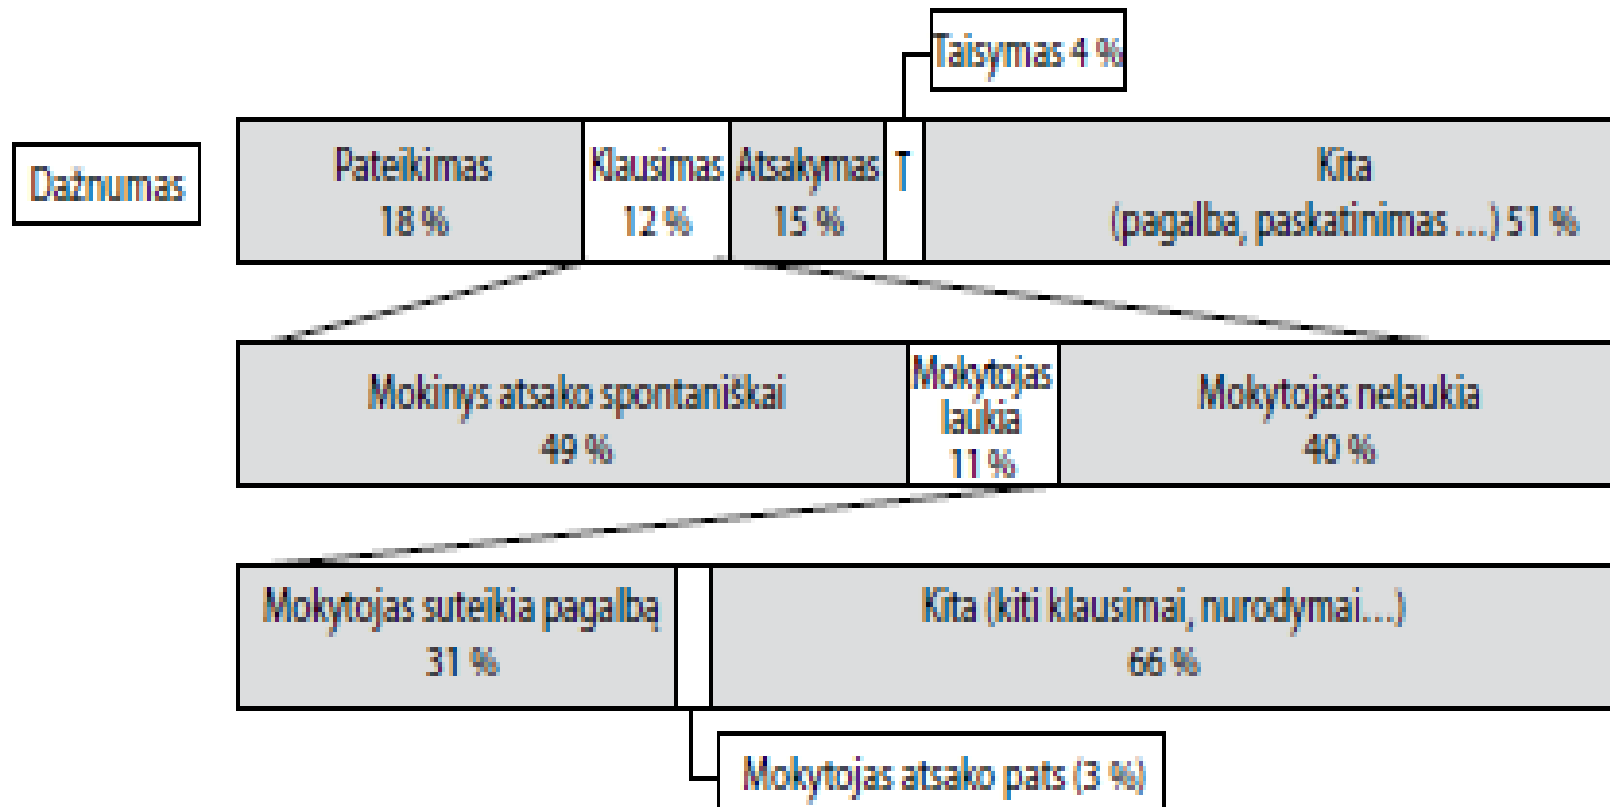 Taisymas 4 %
Dažnumas
Pateikimas
18 %
Klausimas
12 %
Atsakymas
15 %
T
Kita
(pagalba, paskatinimas ...) 51 %
Mokinys atsako spontaniškai
49 %
Mokytojas
laukia
11 %
Mokytojas nelaukia
40 %
Mokytojas suteikia pagalbą
31 %
Kita (kiti klausimai, nurodymai...)
66 %
Mokytojas atsako pats (3 %)